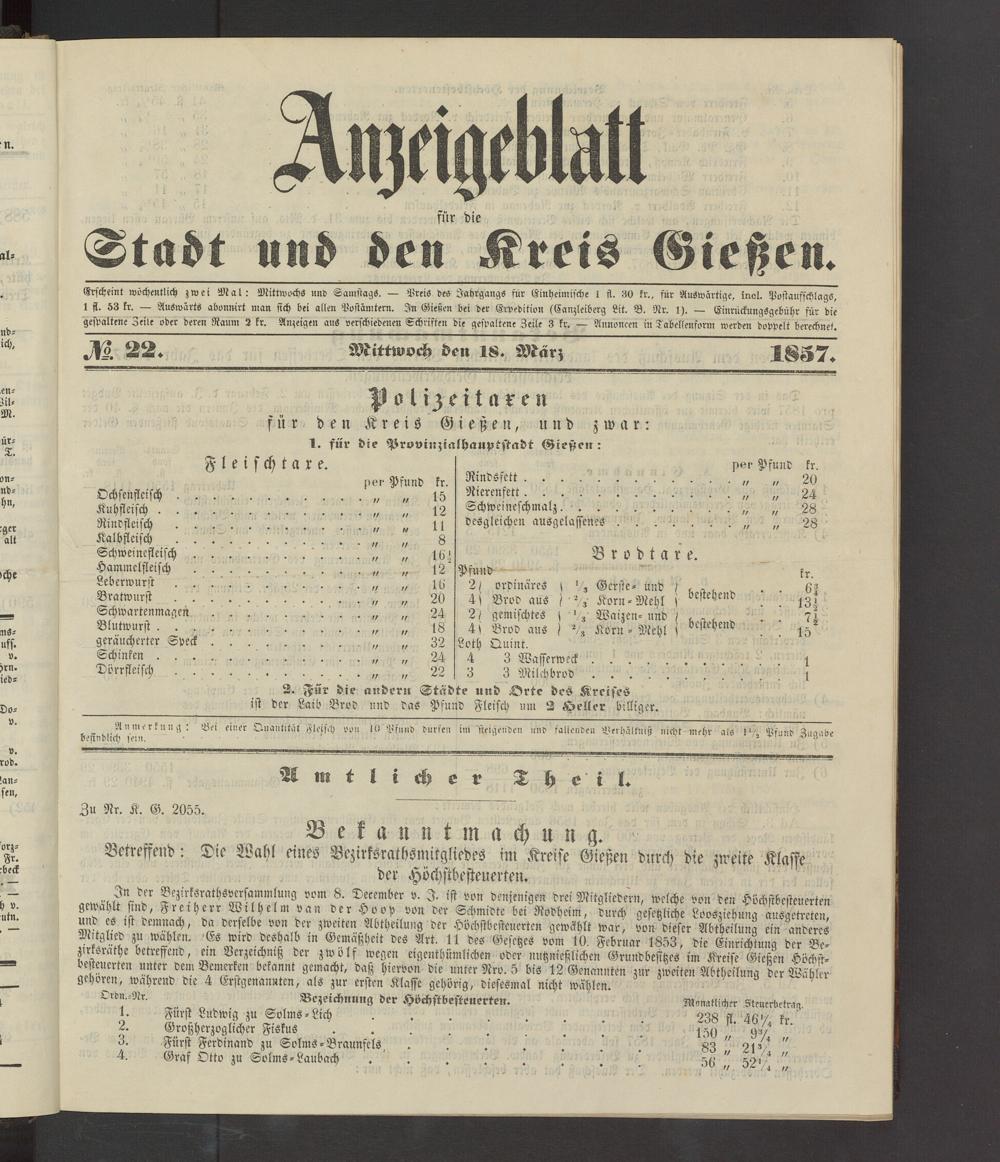 Anzeigeblatt
für die
Stadt und den Kreis Gießen.
Erscheint wöchentlich zwei Mal: Mittwochs und Samstags. — Preis des Jahrgangs für Einheimische 1 fl. 30 kr., für Auswärtige, incl. Postaufschlags,
1 fl. 53 kr. — Auswärts abonnirt man sich bei allen Postämtern. In Gießen bei der Expedition (Canzleiberg Lit. B. Nr. 1). — Einrückungsgebühr für die
gespaltene Zeile oder deren Raum 2 kr. Anzeigen aus verschiedenen Schriften die gespaltene Zeile 3 kr. — Annoncen in Tabellenform werden doppelt berechnet.
№ 22. Mittwoch den 18. März 1857.
Polizeitaxen
für den Kreis Gießen, und zwar:
1. für die Provinzialhauptstadt Gießen:
Fleischtaxe.
per Pfund kr.
Ochsenfleisch . . . . . . . . . „ „ 15
Kuhfleisch . . . . . . . . . „ „ 12
Rindfleisch . . . . . . . . . „ „ 11
Kalbfleisch . . . . . . . . . „ „ 8
Schweinefleisch . . . . . . . . . „ „ 16½
Hammelfleisch . . . . . . . . . „ „ 12
Leberwurst . . . . . . . . . „ „ 16
Bratwurst . . . . . . . . . „ „ 20
Schwartenmagen . . . . . . . . . „ „ 24
Blutwurst . . . . . . . . . „ „ 18
geräucherter Speck . . . . . . . . . „ „ 32
Schinken . . . . . . . . . „ „ 24
Dörrfleisch . . . . . . . . . „ „ 22
per Pfund kr.
Rindsfett . . . . . . . . . „ „ 20
Nierenfett . . . . . . . . . „ „ 24
Schweineschmalz . . . . . . . . . „ „ 28
desgleichen ausgelassenes . . . . . . „ „ 28
Brodtaxe.
Pfund kr.
2) ordinäres ( ⅓ Gerste- und ) bestehend . . 6¾
4) Brod aus ( ⅔ Korn-Mehl ) . . 13½
2) gemischtes ( ⅓ Waizen- und ) bestehend . . 7½
4) Brod aus ( ⅔ Korn-Mehl ) . . 15
Loth Quint.
4 3 Wasserweck . . . . . . . . . 1
3 3 Milchbrod . . . . . . . . . 1
2. Für die andern Städte und Orte des Kreises
ist der Laib Brod und das Pfund Fleisch um 2 Heller billiger.
Anmerkung: Bei einer Quantität Fleisch von 10 Pfund dürfen im steigenden und fallenden Verhältniß nicht mehr als 1½ Pfund Zugabe
befindlich sein.
Amtlicher Theil.
Zu Nr. K. G. 2055.
Bekanntmachung.
Betreffend: Die Wahl eines Bezirksrathsmitgliedes im Kreise Gießen durch die zweite Klasse
der Höchstbesteuerten.
In der Bezirksrathsversammlung vom 8. December v. J. ist von denjenigen drei Mitgliedern, welche von den Höchstbesteuerten
gewählt sind, Freiherr Wilhelm van der Hoop von der Schmidte bei Rodheim, durch gesetzliche Loosziehung ausgetreten,
und es ist demnach, da derselbe von der zweiten Abtheilung der Höchstbesteuerten gewählt war, von dieser Abtheilung ein anderes
Mitglied zu wählen. Es wird deshalb in Gemäßheit des Art. 11 des Gesetzes vom 10. Februar 1853, die Einrichtung der Be-
zirksräthe betreffend, ein Verzeichniß der zwölf wegen eigenthümlichen oder nutznießlichen Grundbesitzes im Kreise Gießen Höchst-
besteuerten unter dem Bemerken bekannt gemacht, daß hiervon die unter Nro. 5 bis 12 Genannten zur zweiten Abtheilung der Wähler
gehören, während die 4 Erstgenannten, als zur ersten Klasse gehörig, diesesmal nicht wählen.
Ordn.-Nr. Bezeichnung der Höchstbesteuerten. Monatlicher Steuerbetrag.
1. Fürst Ludwig zu Solms-Lich . . . . . . . 238 fl. 46¼ kr.
2. Großherzoglicher Fiskus . . . . . . . 150 „ 9¾ „
3. Fürst Ferdinand zu Solms-Braunfels . . . . . . . 83 „ 21¾ „
4. Graf Otto zu Solms-Laubach . . . . . . . 56 „ 52¼ „